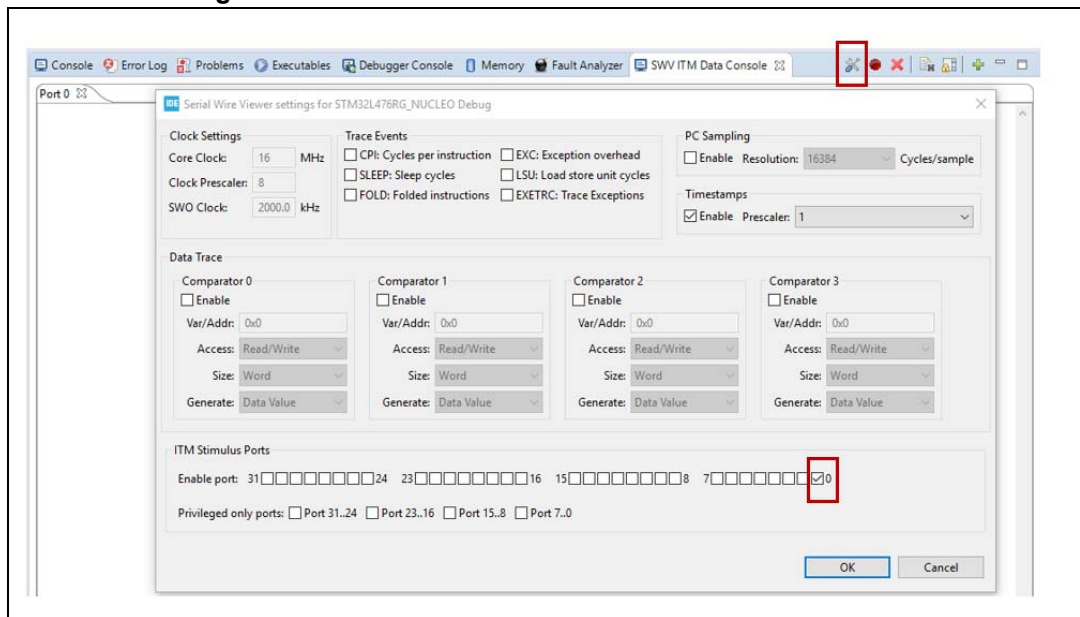 Console Error Log Problems Executables Debugger Console Memory Fault Analyzer SWV ITM Data Console
Port 0
IDE Serial Wire Viewer settings for STM32L476RG_NUCLEO Debug
Clock Settings Trace Events PC Sampling
Core Clock: 16 MHz CPI: Cycles per instruction EXC: Exception overhead Enable Resolution: 16384 Cycles/sample
Clock Prescaler: 8 SLEEP: Sleep cycles LSU: Load store unit cycles
SWO Clock: 2000.0 kHz FOLD: Folded instructions EXETRC: Trace Exceptions
Timestamps
Enable Prescaler: 1
Data Trace
Comparator 0 Comparator 1 Comparator 2 Comparator 3
Enable Enable Enable Enable
Var/Addr: 0x0 Var/Addr: 0x0 Var/Addr: 0x0 Var/Addr: 0x0
Access: Read/Write Access: Read/Write Access: Read/Write Access: Read/Write
Size: Word Size: Word Size: Word Size: Word
Generate: Data Value Generate: Data Value Generate: Data Value Generate: Data Value
ITM Stimulus Ports
Enable port: 31 24 23 16 15 8 7 0
Privileged only ports: Port 31..24 Port 23..16 Port 15..8 Port 7..0
OK Cancel